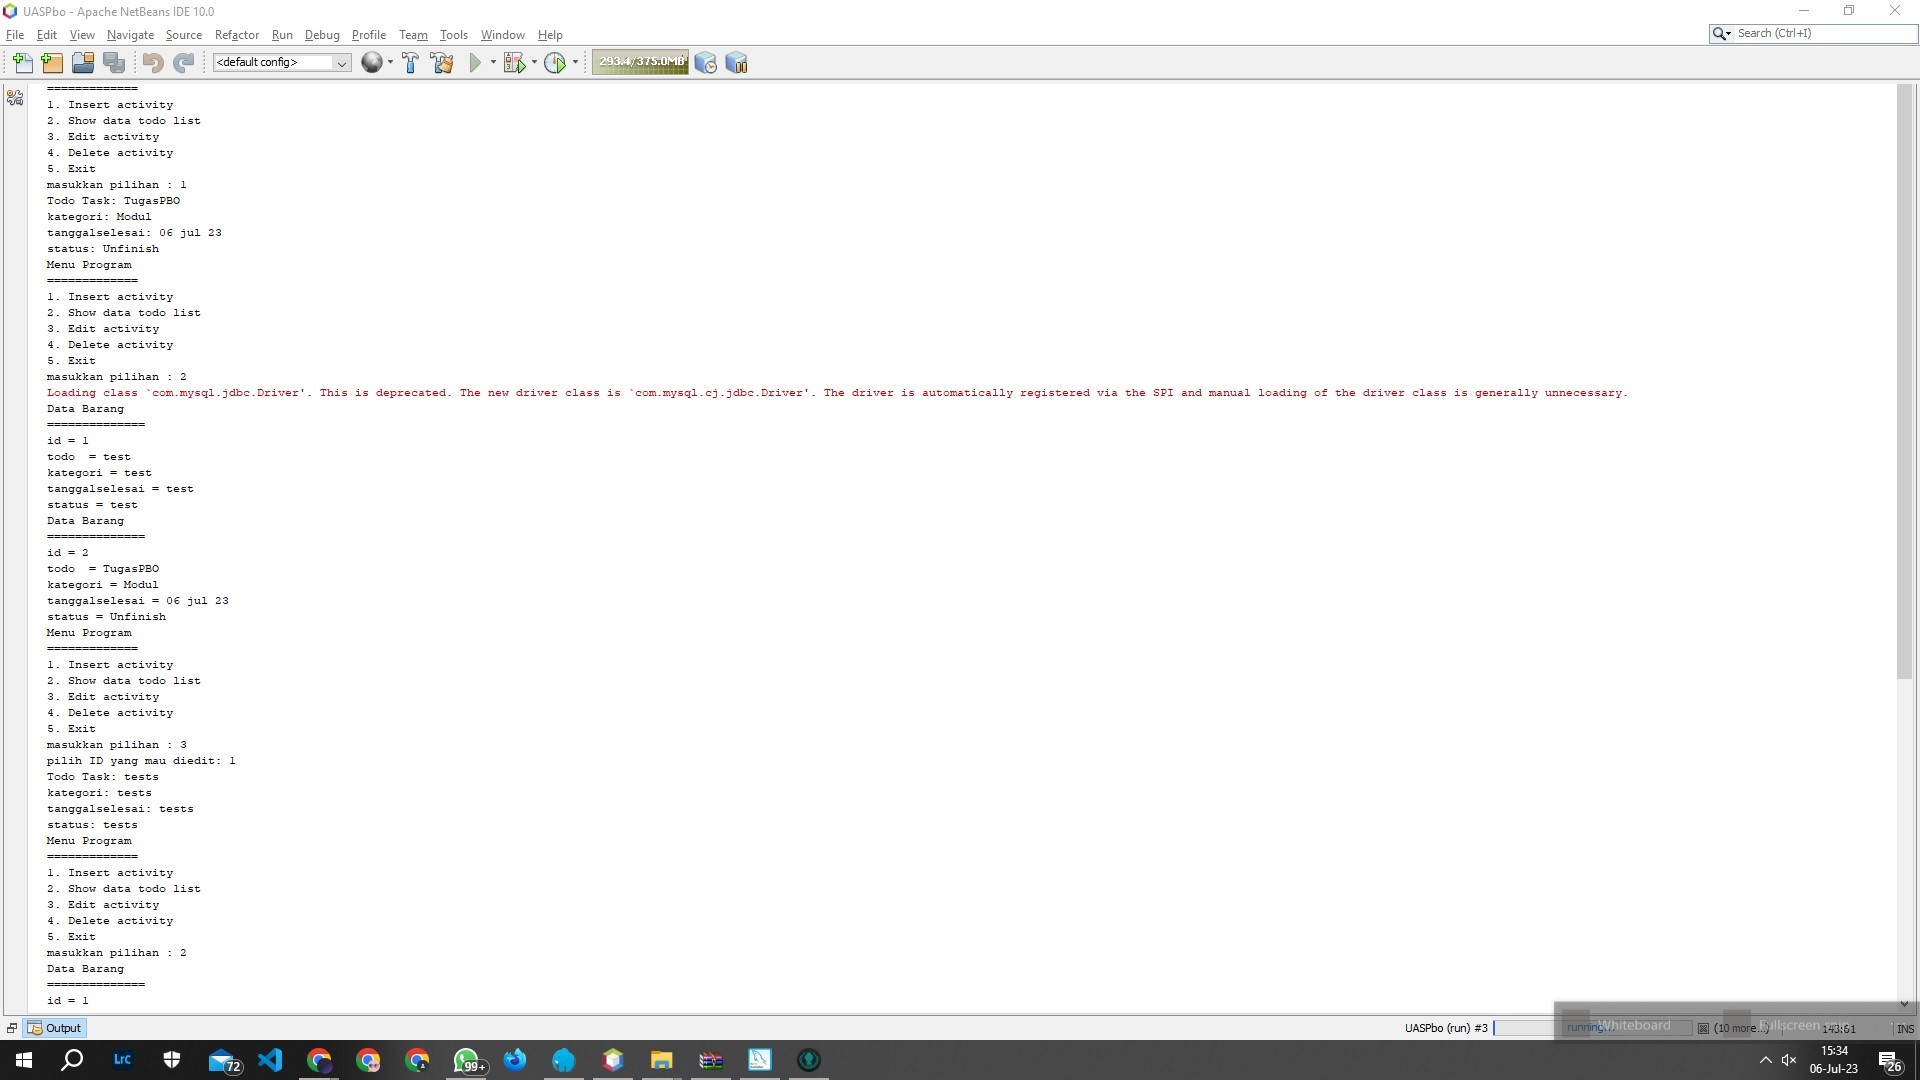 UASPbo - Apache NetBeans IDE 10.0
File Edit View Navigate Source Refactor Run Debug Profile Team Tools Window Help
Search (Ctrl+I)
<default config>
293.4/375.0MB
=============
1. Insert activity
2. Show data todo list
3. Edit activity
4. Delete activity
5. Exit
masukkan pilihan : 1
Todo Task: TugasPBO
kategori: Modul
tanggalselesai: 06 jul 23
status: Unfinish
Menu Program
=============
1. Insert activity
2. Show data todo list
3. Edit activity
4. Delete activity
5. Exit
masukkan pilihan : 2
Loading class `com.mysql.jdbc.Driver'. This is deprecated. The new driver class is `com.mysql.cj.jdbc.Driver'. The driver is automatically registered via the SPI and manual loading of the driver class is generally unnecessary.
Data Barang
==============
id = 1
todo  = test
kategori = test
tanggalselesai = test
status = test
Data Barang
==============
id = 2
todo  = TugasPBO
kategori = Modul
tanggalselesai = 06 jul 23
status = Unfinish
Menu Program
=============
1. Insert activity
2. Show data todo list
3. Edit activity
4. Delete activity
5. Exit
masukkan pilihan : 3
pilih ID yang mau diedit: 1
Todo Task: tests
kategori: tests
tanggalselesai: tests
status: tests
Menu Program
=============
1. Insert activity
2. Show data todo list
3. Edit activity
4. Delete activity
5. Exit
masukkan pilihan : 2
Data Barang
==============
id = 1
Output
UASPbo (run) #3 running... Whiteboard (10 more...) Fullscreen 143:61 INS
Lrc 72 99+
15:34
06-Jul-23
26